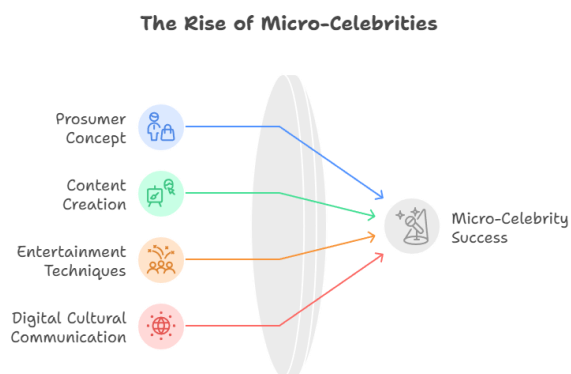 The Rise of Micro-Celebrities
Prosumer
Concept
Content
Creation
Entertainment
Techniques
Digital Cultural
Communication
Micro-Celebrity
Success